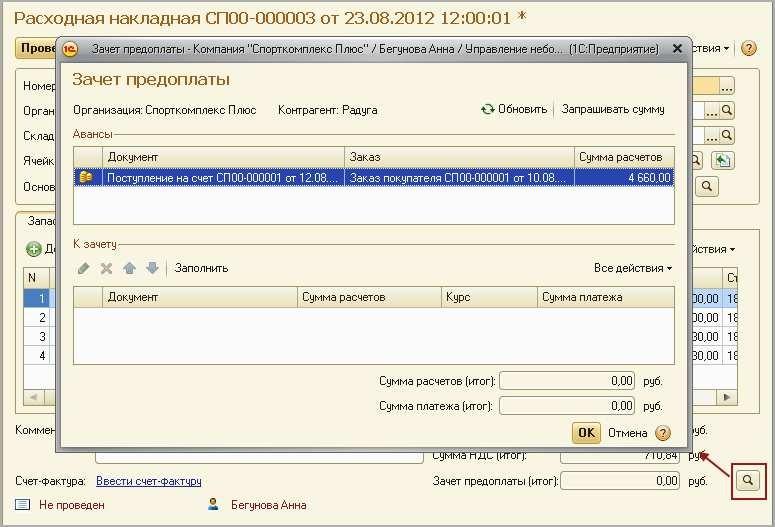 Расходная накладная СП00-000003 от 23.08.2012 12:00:01 *
Зачет предоплаты - Компания "Спорткомплекс Плюс" / Бегунова Анна / Управление небо... (1С:Предприятие)
Зачет предоплаты
Организация: Спорткомплекс Плюс Контрагент: Радуга Обновить Запрашивать сумму
Авансы
Документ Заказ Сумма расчетов
Поступление на счет СП00-000001 от 12.08.... Заказ покупателя СП00-000001 от 10.08.... 4 660,00
К зачету
Заполнить Все действия
Документ Сумма расчетов Курс Сумма платежа
Сумма расчетов (итог): 0,00 руб.
Сумма платежа (итог): 0,00 руб.
OK Отмена ?
Прове
ствия ?
Номер
Орган
Склад
Ячейк
Основ
Запас
До
ействия
N Ст
1 00,00 18
2 00,00 18
3 30,00 18
4 80,00 18
Коммен уб.
Сумма НДС (итог): 710,84 руб.
Счет-фактура: Ввести счет-фактуру Зачет предоплаты (итог): 0,00 руб.
Не проведен Бегунова Анна